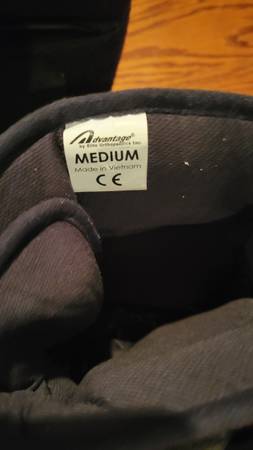 Advantage®
by Elite Orthopaedics Inc.
MEDIUM
Made in Vietnam
CE